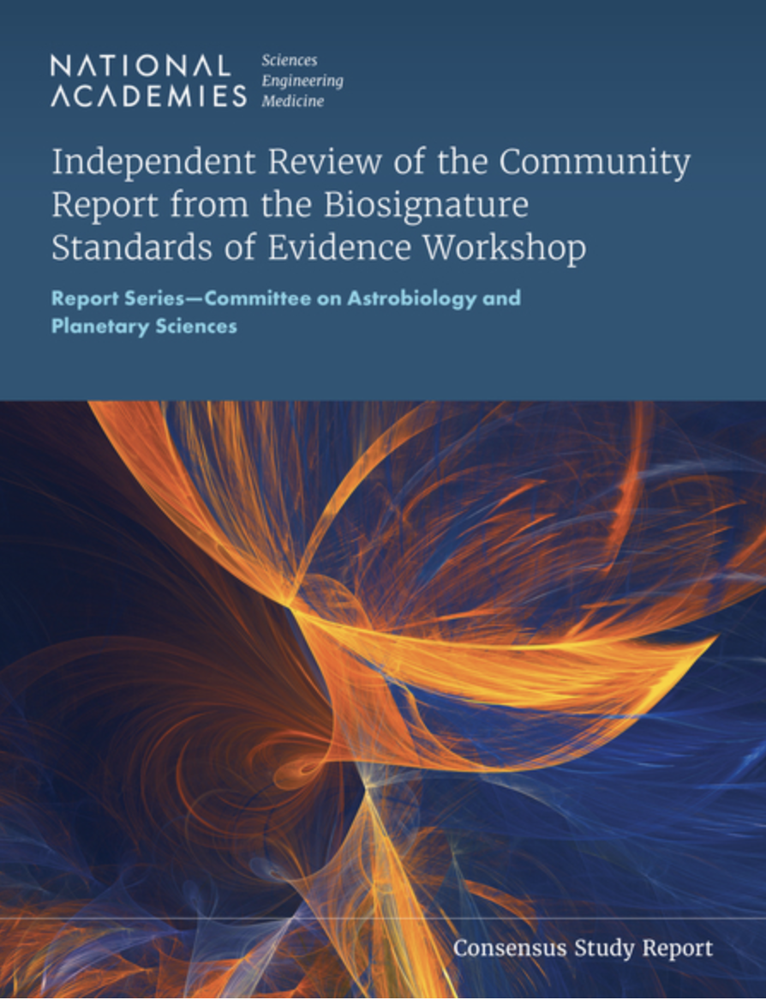 NATIONAL ACADEMIES
Sciences
Engineering
Medicine
Independent Review of the Community
Report from the Biosignature
Standards of Evidence Workshop
Report Series—Committee on Astrobiology and
Planetary Sciences
Consensus Study Report